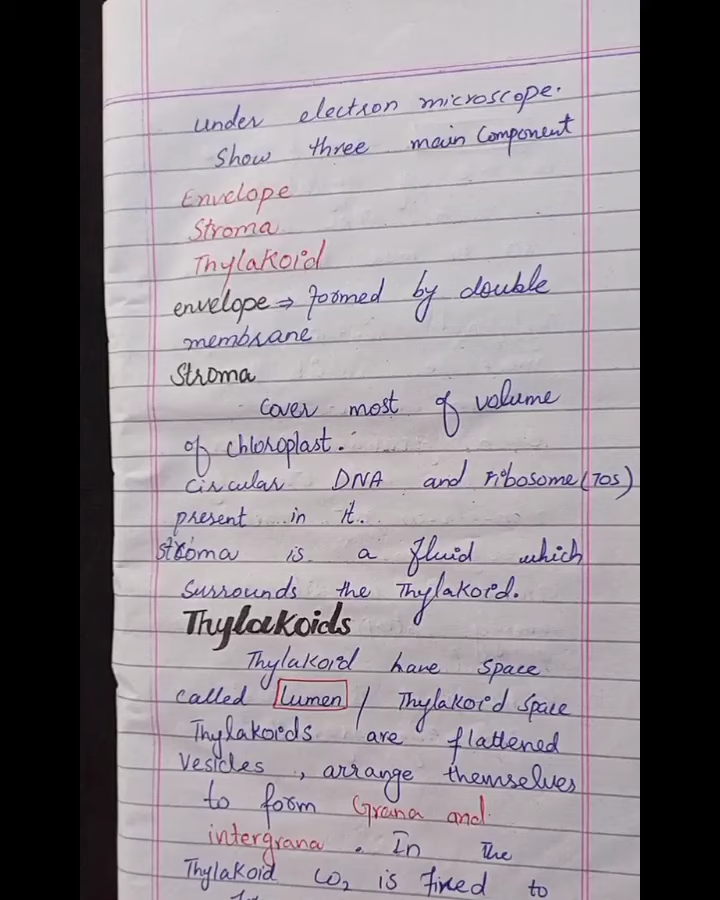 under electron microscope.
Show three main Component
Envelope
Stroma
Thylakoid
envelope → formed by double
membrane
Stroma
cover most of volume
of chloroplast.
circular DNA and ribosome (70s)
present in it.
stroma is a fluid which
surrounds the Thylakoid.
Thylakoids
Thylakoid have space
called Lumen / Thylakoid Space
Thylakoids are flattened
vesicles, arrange themselves
to form Grana and
intergrana. In the
Thylakoid CO₂ is fixed to